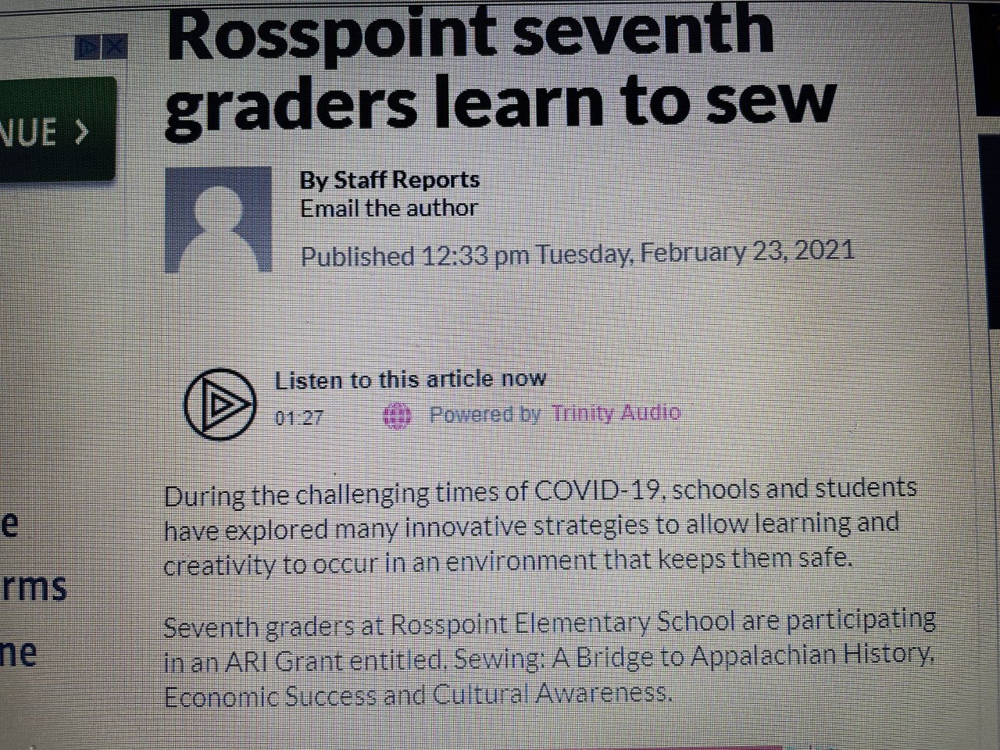 Rosspoint seventh
graders learn to sew
NUE >
By Staff Reports
Email the author
Published 12:33 pm Tuesday, February 23, 2021
Listen to this article now
01:27 Powered by Trinity Audio
During the challenging times of COVID-19, schools and students
have explored many innovative strategies to allow learning and
creativity to occur in an environment that keeps them safe.
e
rms
ne
Seventh graders at Rosspoint Elementary School are participating
in an ARI Grant entitled, Sewing: A Bridge to Appalachian History,
Economic Success and Cultural Awareness.